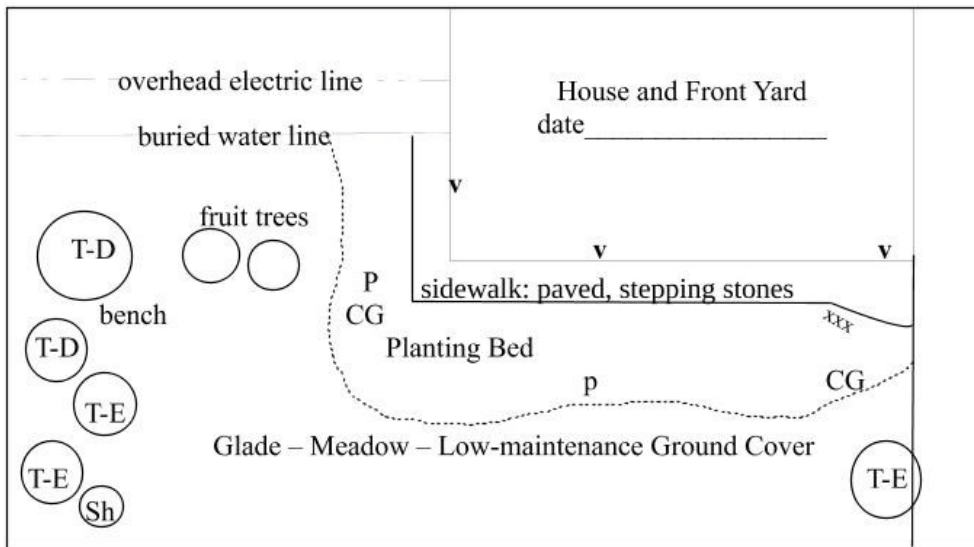 overhead electric line
House and Front Yard
date____________________
buried water line
v
fruit trees
T-D
v
v
P
sidewalk: paved, stepping stones
bench
CG
xxx
T-D
Planting Bed
p
CG
T-E
Glade – Meadow – Low-maintenance Ground Cover
T-E
T-E
Sh